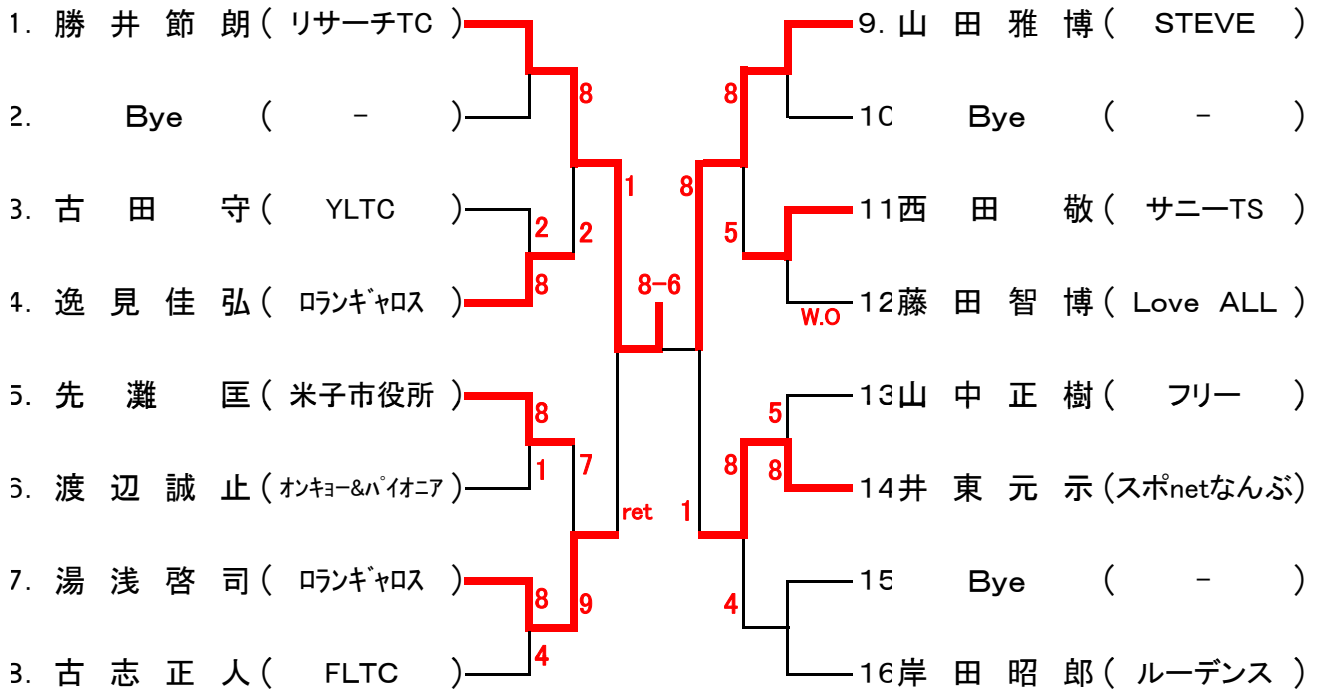 1. 勝井節朗 ( リサーチTC )
2. Bye ( - )
3. 古田守 ( YLTC )
4. 逸見佳弘 ( ロランギャロス )
5. 先灘匡 ( 米子市役所 )
6. 渡辺誠止 ( オンキョー&パイオニア )
7. 湯浅啓司 ( ロランギャロス )
8. 古志正人 ( FLTC )
8
2
8
2
1
8
1
7
8
4
9
ret
8-6
9. 山田雅博 ( STEVE )
10 Bye ( - )
11 西田敬 ( サニーTS )
12 藤田智博 ( Love ALL )
13 山中正樹 ( フリー )
14 井東元示 (スポnetなんぶ)
15 Bye ( - )
16 岸田昭郎 ( ルーデンス )
8
8
5
W.O
5
8
8
1
4